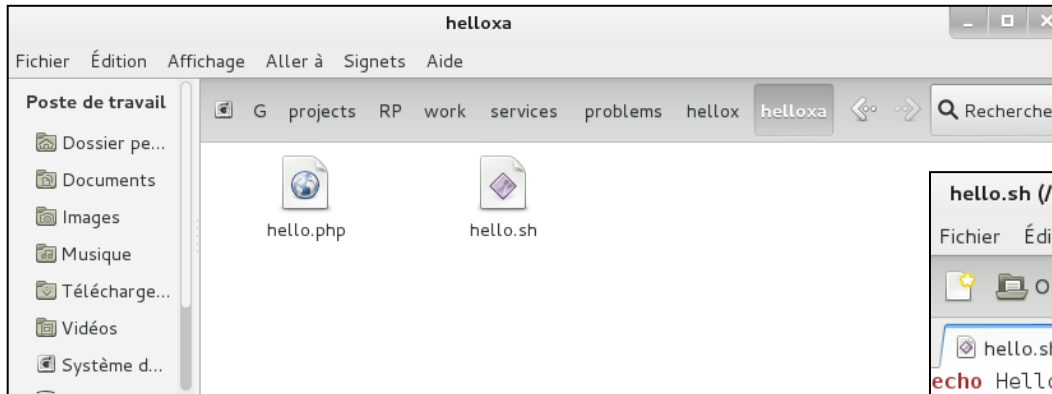 helloxa
Fichier Édition Affichage Aller à Signets Aide
Poste de travail
G projects RP work services problems hellox helloxa
Recherche
Dossier pe...
Documents
Images
Musique
Télécharge...
Vidéos
Système d...
hello.php
hello.sh
hello.sh (/
Fichier Édi
O
hello.sh
echo Hello